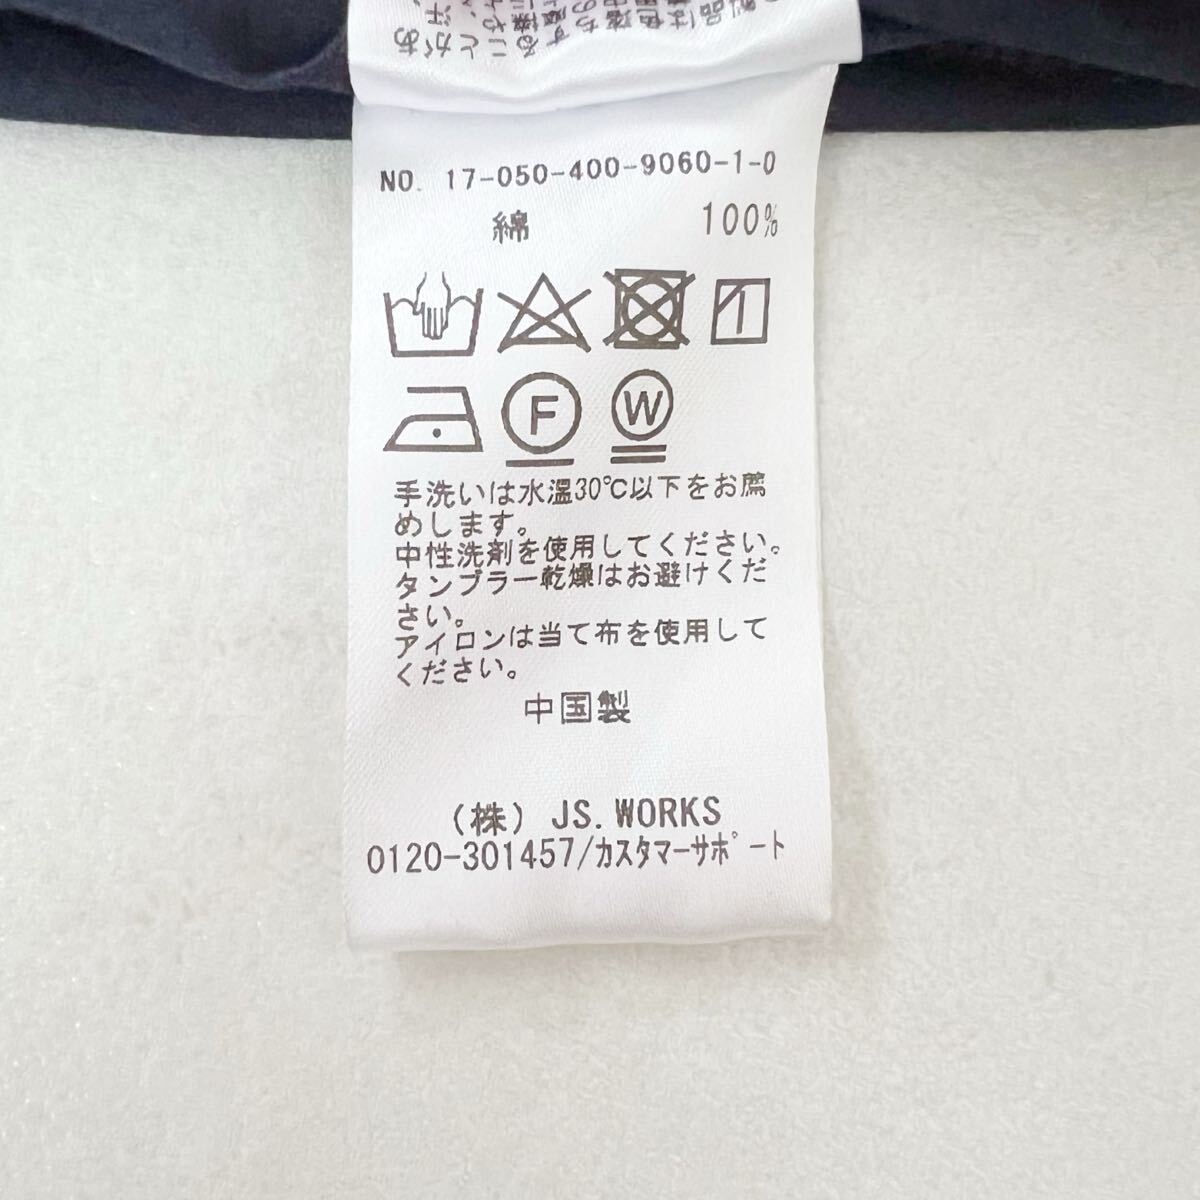 NO. 17-050-400-9060-1-0
綿 100%
F W
手洗いは水温30℃以下をお薦
めします。
中性洗剤を使用してください。
タンブラー乾燥はお避けくだ
さい。
アイロンは当て布を使用して
ください。
中国製
（株）JS.WORKS
0120-301457/カスタマーサポート